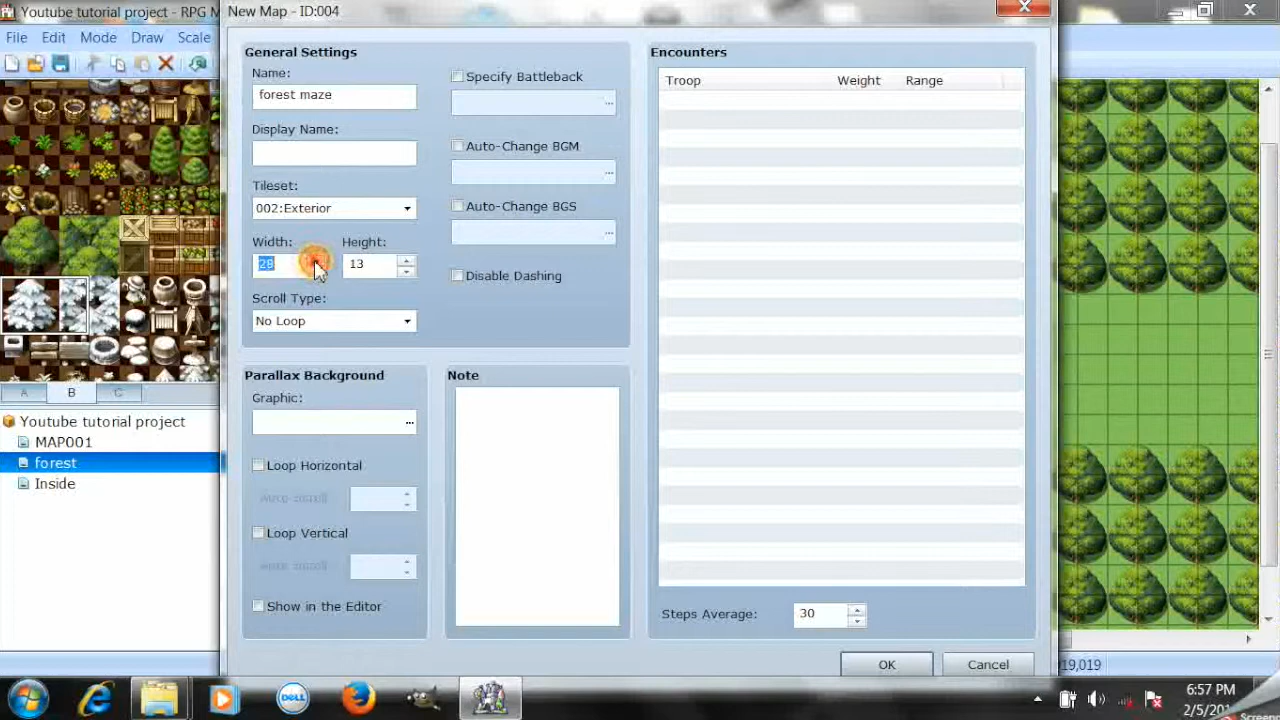 Youtube tutorial project - RPG M
New Map - ID:004
File Edit Mode Draw Scale
General Settings
Name:
forest maze
Display Name:
Tileset:
002:Exterior
Width: Height:
28 13
Scroll Type:
No Loop
Specify Battleback
Auto-Change BGM
Auto-Change BGS
Disable Dashing
Encounters
Troop Weight Range
Steps Average: 30
Parallax Background
Graphic:
Loop Horizontal
Loop Vertical
Show in the Editor
Note
A B C
Youtube tutorial project
MAP001
forest
Inside
OK Cancel
019,019
DELL
6:57 PM
2/5/20